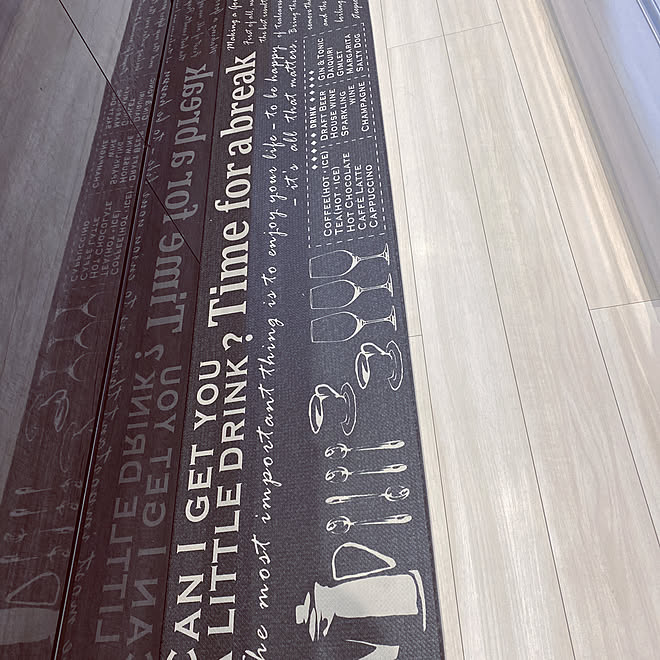 CAN I GET YOU
A LITTLE DRINK? Time for a break
The most important thing is to enjoy your life - to be happy
- it's all that matters.
◆◆◆◆◆ DRINK ◆◆◆◆◆
COFFEE(HOT・ICE)
TEA(HOT・ICE)
HOT CHOCOLATE
CAFFÈ LATTE
CAPPUCCINO
DRAFT BEER
HOUSE WINE
SPARKLING
WINE
CHAMPAGNE
GIN & TONIC
DAIQUIRI
GIMLET
MARGARITA
SALTY DOG